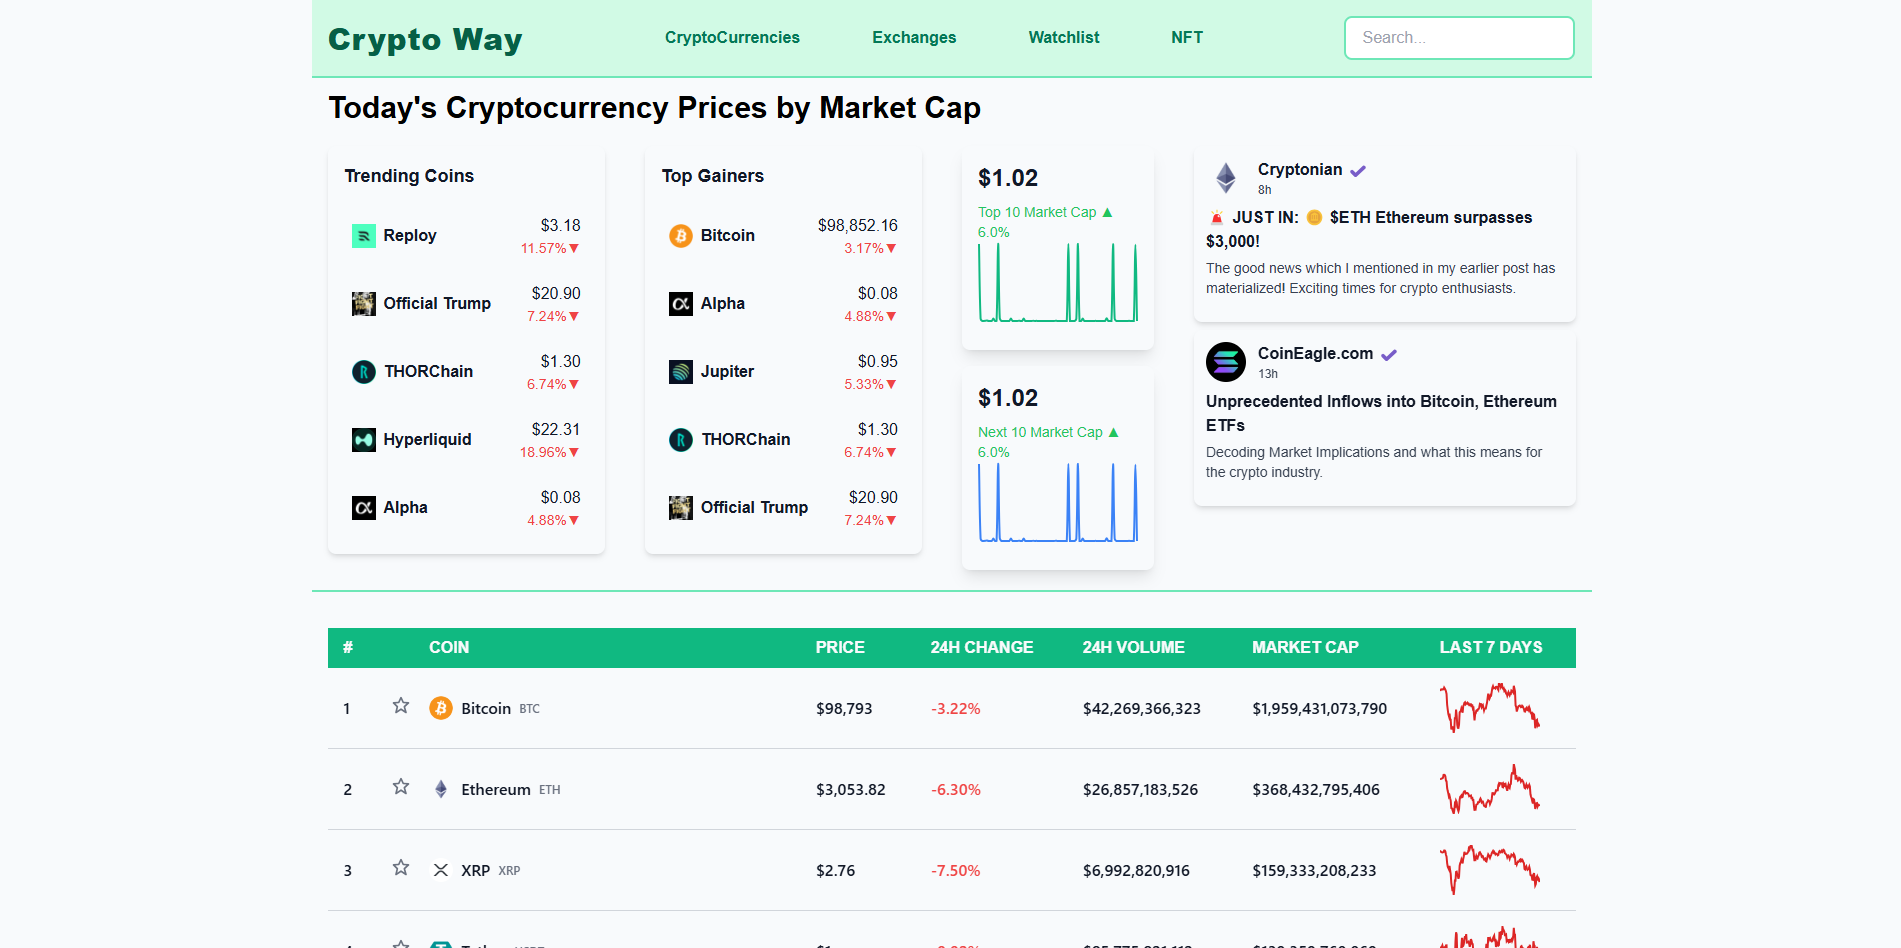 Crypto Way
CryptoCurrencies
Exchanges
Watchlist
NFT
Search...
Today's Cryptocurrency Prices by Market Cap
Trending Coins
Reploy
$3.18
11.57%▼
Official Trump
$20.90
7.24%▼
THORChain
$1.30
6.74%▼
Hyperliquid
$22.31
18.96%▼
Alpha
$0.08
4.88%▼
Top Gainers
Bitcoin
$98,852.16
3.17%▼
Alpha
$0.08
4.88%▼
Jupiter
$0.95
5.33%▼
THORChain
$1.30
6.74%▼
Official Trump
$20.90
7.24%▼
$1.02
Top 10 Market Cap ▲
6.0%
$1.02
Next 10 Market Cap ▲
6.0%
Cryptonian
8h
🚨 JUST IN: 🪙 $ETH Ethereum surpasses
$3,000!
The good news which I mentioned in my earlier post has
materialized! Exciting times for crypto enthusiasts.
CoinEagle.com
13h
Unprecedented Inflows into Bitcoin, Ethereum
ETFs
Decoding Market Implications and what this means for
the crypto industry.
# COIN PRICE 24H CHANGE 24H VOLUME MARKET CAP LAST 7 DAYS
1 Bitcoin BTC $98,793 -3.22% $42,269,366,323 $1,959,431,073,790
2 Ethereum ETH $3,053.82 -6.30% $26,857,183,526 $368,432,795,406
3 XRP XRP $2.76 -7.50% $6,992,820,916 $159,333,208,233